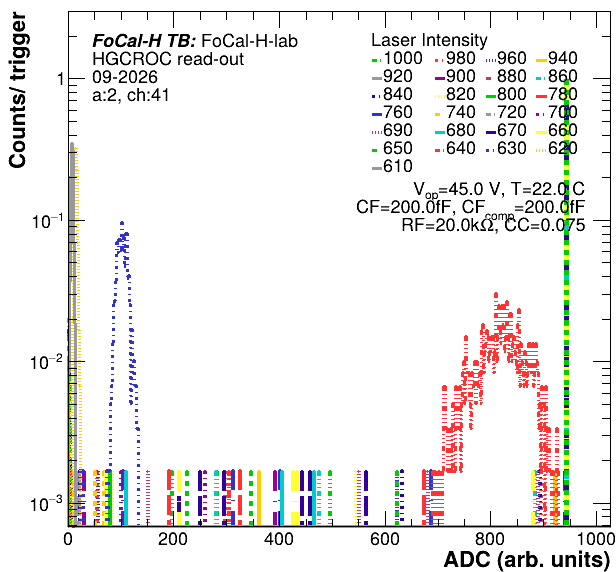 Counts/ trigger
FoCal-H TB: FoCal-H-lab
HGCROC read-out
09-2026
a:2, ch:41
Laser Intensity
1000 980 960 940
920 900 880 860
840 820 800 780
760 740 720 700
690 680 670 660
650 640 630 620
610
Vop=45.0 V, T=22.0 C
CF=200.0fF, CFcomp=200.0fF
RF=20.0kΩ, CC=0.075
1
10−1
10−2
10−3
0 200 400 600 800 1000
ADC (arb. units)